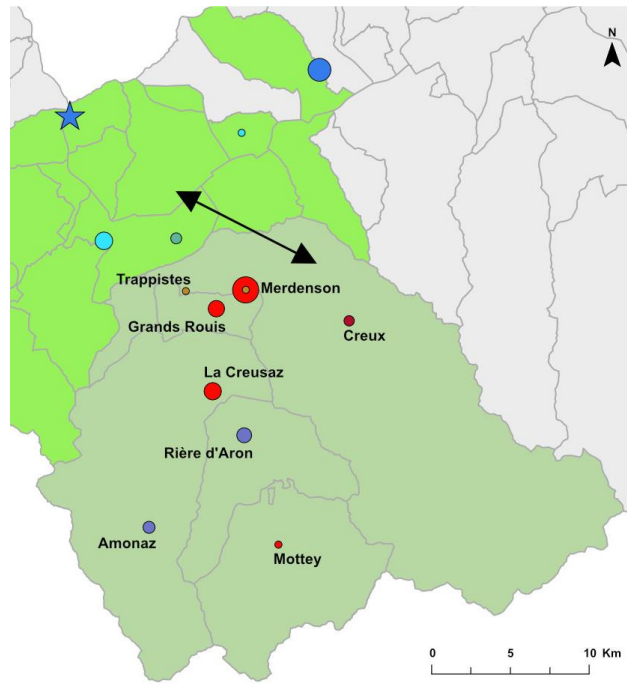 N
Trappistes
Merdenson
Grands Rouis
Creux
La Creusaz
Rière d'Aron
Amonaz
Mottey
0 5 10 Km